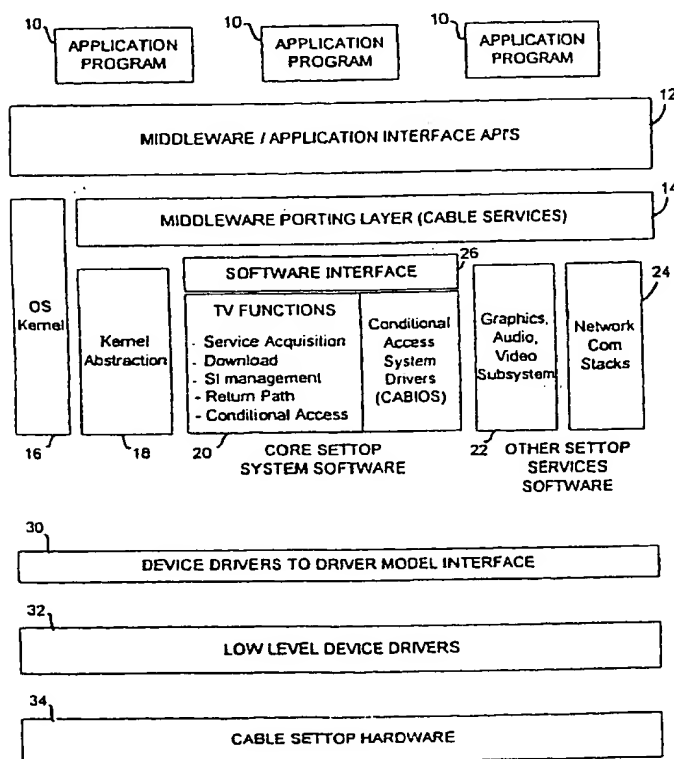 10
APPLICATION
PROGRAM
10
APPLICATION
PROGRAM
10
APPLICATION
PROGRAM
12
MIDDLEWARE / APPLICATION INTERFACE API'S
14
MIDDLEWARE PORTING LAYER (CABLE SERVICES)
26
SOFTWARE INTERFACE
24
OS
Kernel
16
Kernel
Abstraction
18
TV FUNCTIONS
- Service Acquisition
- Download
- SI management
- Return Path
- Conditional Access
20
Conditional
Access
System
Drivers
(CABIOS)
CORE SETTOP
SYSTEM SOFTWARE
Graphics,
Audio,
Video
Subsystem
22
Network
Com
Stacks
OTHER SETTOP
SERVICES
SOFTWARE
30
DEVICE DRIVERS TO DRIVER MODEL INTERFACE
32
LOW LEVEL DEVICE DRIVERS
34
CABLE SETTOP HARDWARE